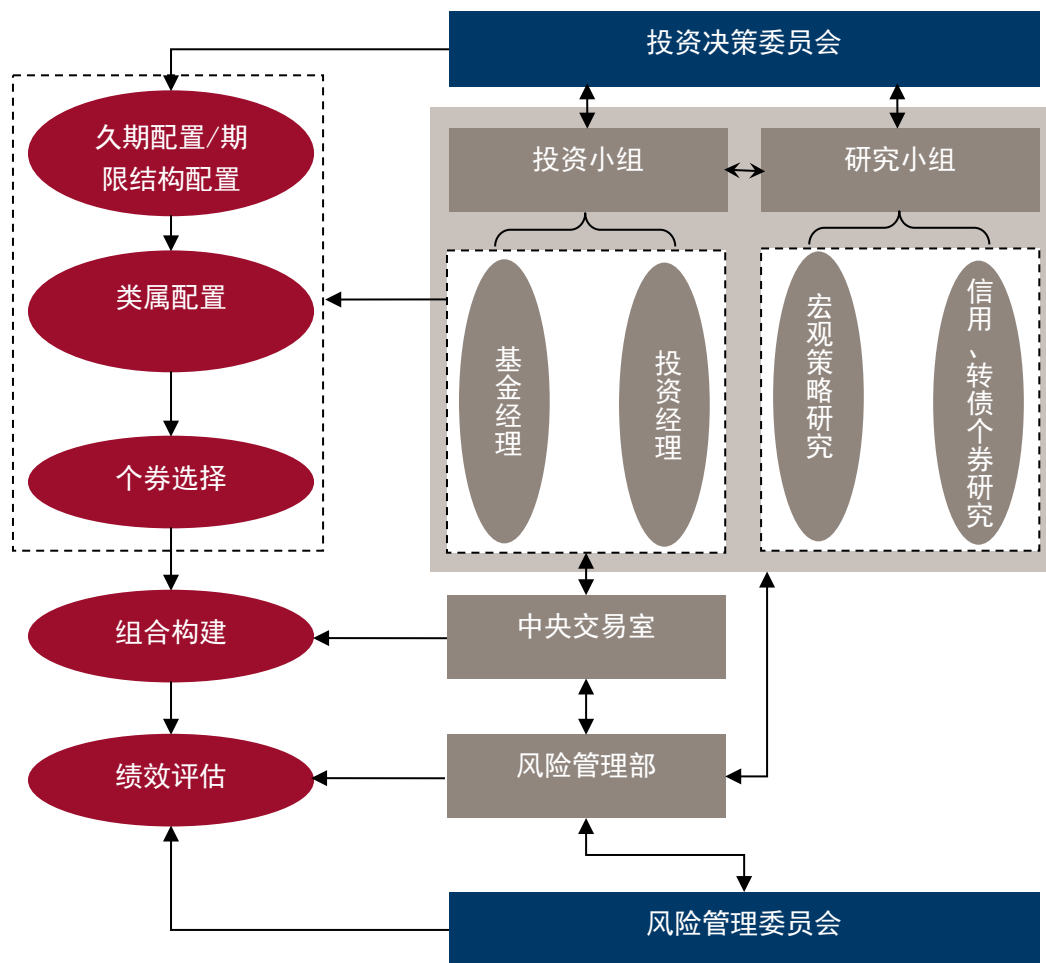 投资决策委员会
久期配置/期
限结构配置
类属配置
个券选择
组合构建
绩效评估
投资小组
研究小组
基金经理
投资经理
宏观策略研究
信用、转债个券研究
中央交易室
风险管理部
风险管理委员会